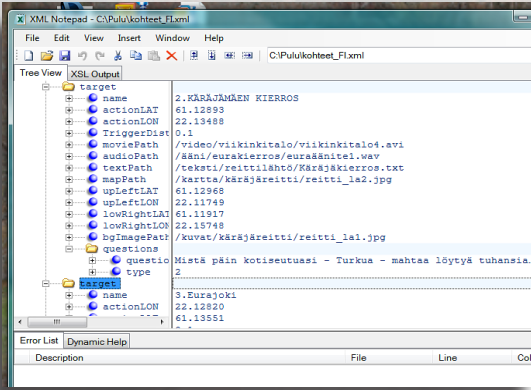 XML Notepad - C:\Pulu\kohteet_FI.xml
File Edit View Insert Window Help
C:\Pulu\kohteet_FI.xml
Tree View XSL Output
target
name 2.KÄRÄJÄMÄEN KIERROS
actionLAT 61.12893
actionLON 22.13488
TriggerDist 0.1
moviePath /video/viikinkitalo/viikinkitalo4.avi
audioPath /ääni/eurakierros/euraäänite1.wav
textPath /teksti/reittilähtö/Käräjäkierros.txt
mapPath /kartta/käräjäreitti/reitti_la2.jpg
upLeftLAT 61.12968
upLeftLON 22.11749
lowRightLAT 61.11917
lowRightLON 22.15748
bgImagePath /kuvat/käräjäreitti/reitti_la1.jpg
questions
questio Mistä päin kotiseutuasi - Turkua - mahtaa löytyä tuhansia
type 2
target
name 3.Eurajoki
actionLON 22.12820
61.13551
Error List Dynamic Help
Description File Line Col